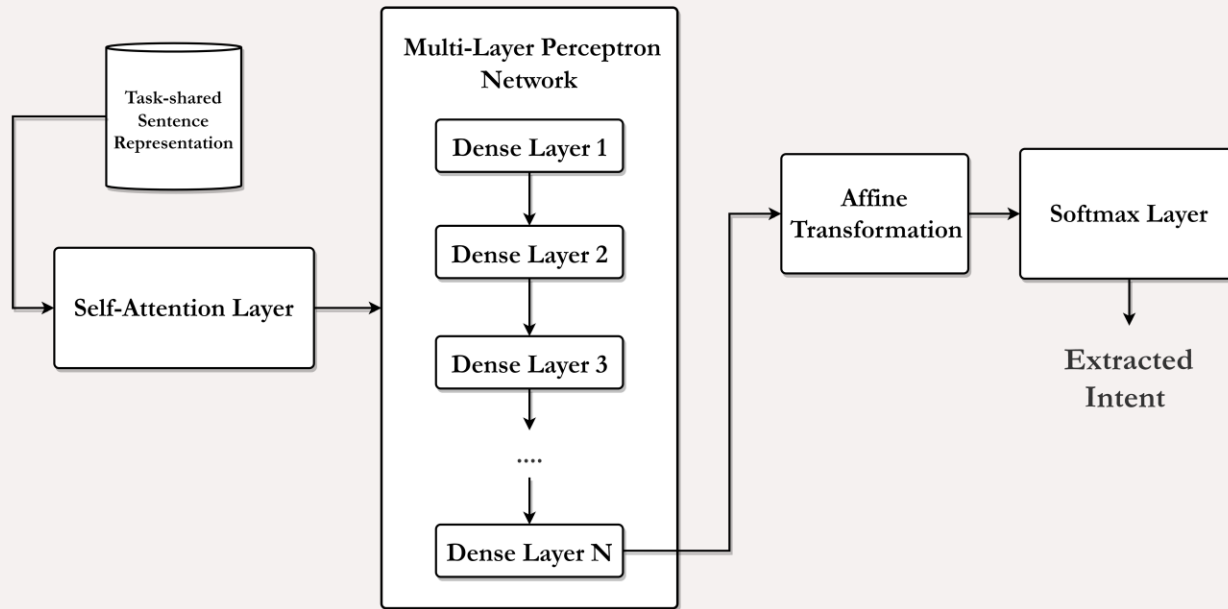 Task-shared
Sentence
Representation
Self-Attention Layer
Multi-Layer Perceptron
Network
Dense Layer 1
Dense Layer 2
Dense Layer 3
....
Dense Layer N
Affine
Transformation
Softmax Layer
Extracted
Intent